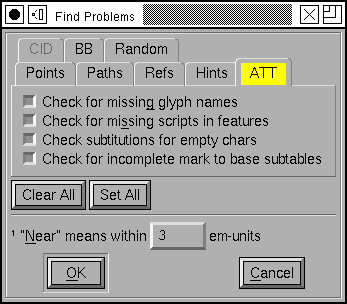 Find Problems
CID BB Random
Points Paths Refs Hints ATT
Check for missing glyph names
Check for missing scripts in features
Check subtitutions for empty chars
Check for incomplete mark to base subtables
Clear All Set All
¹ "Near" means within 3 em-units
OK Cancel